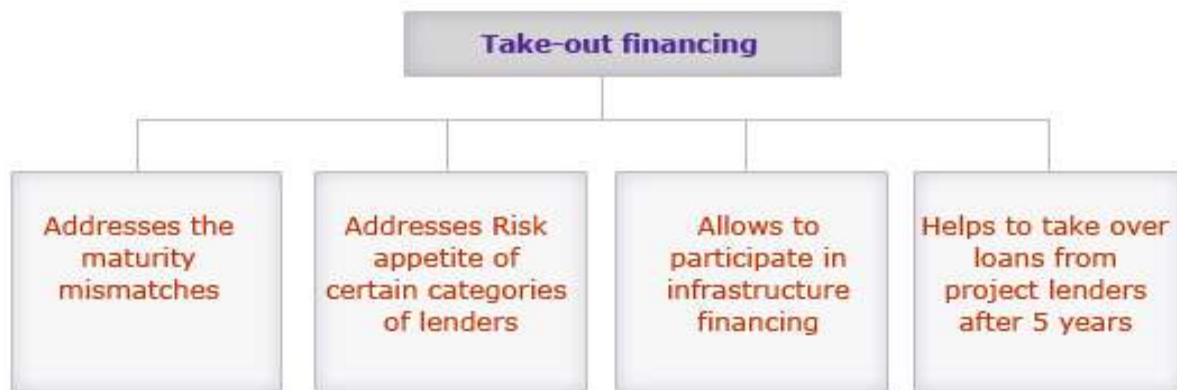 Take-out financing
Addresses the
maturity
mismatches
Addresses Risk
appetite of
certain categories
of lenders
Allows to
participate in
infrastructure
financing
Helps to take over
loans from
project lenders
after 5 years